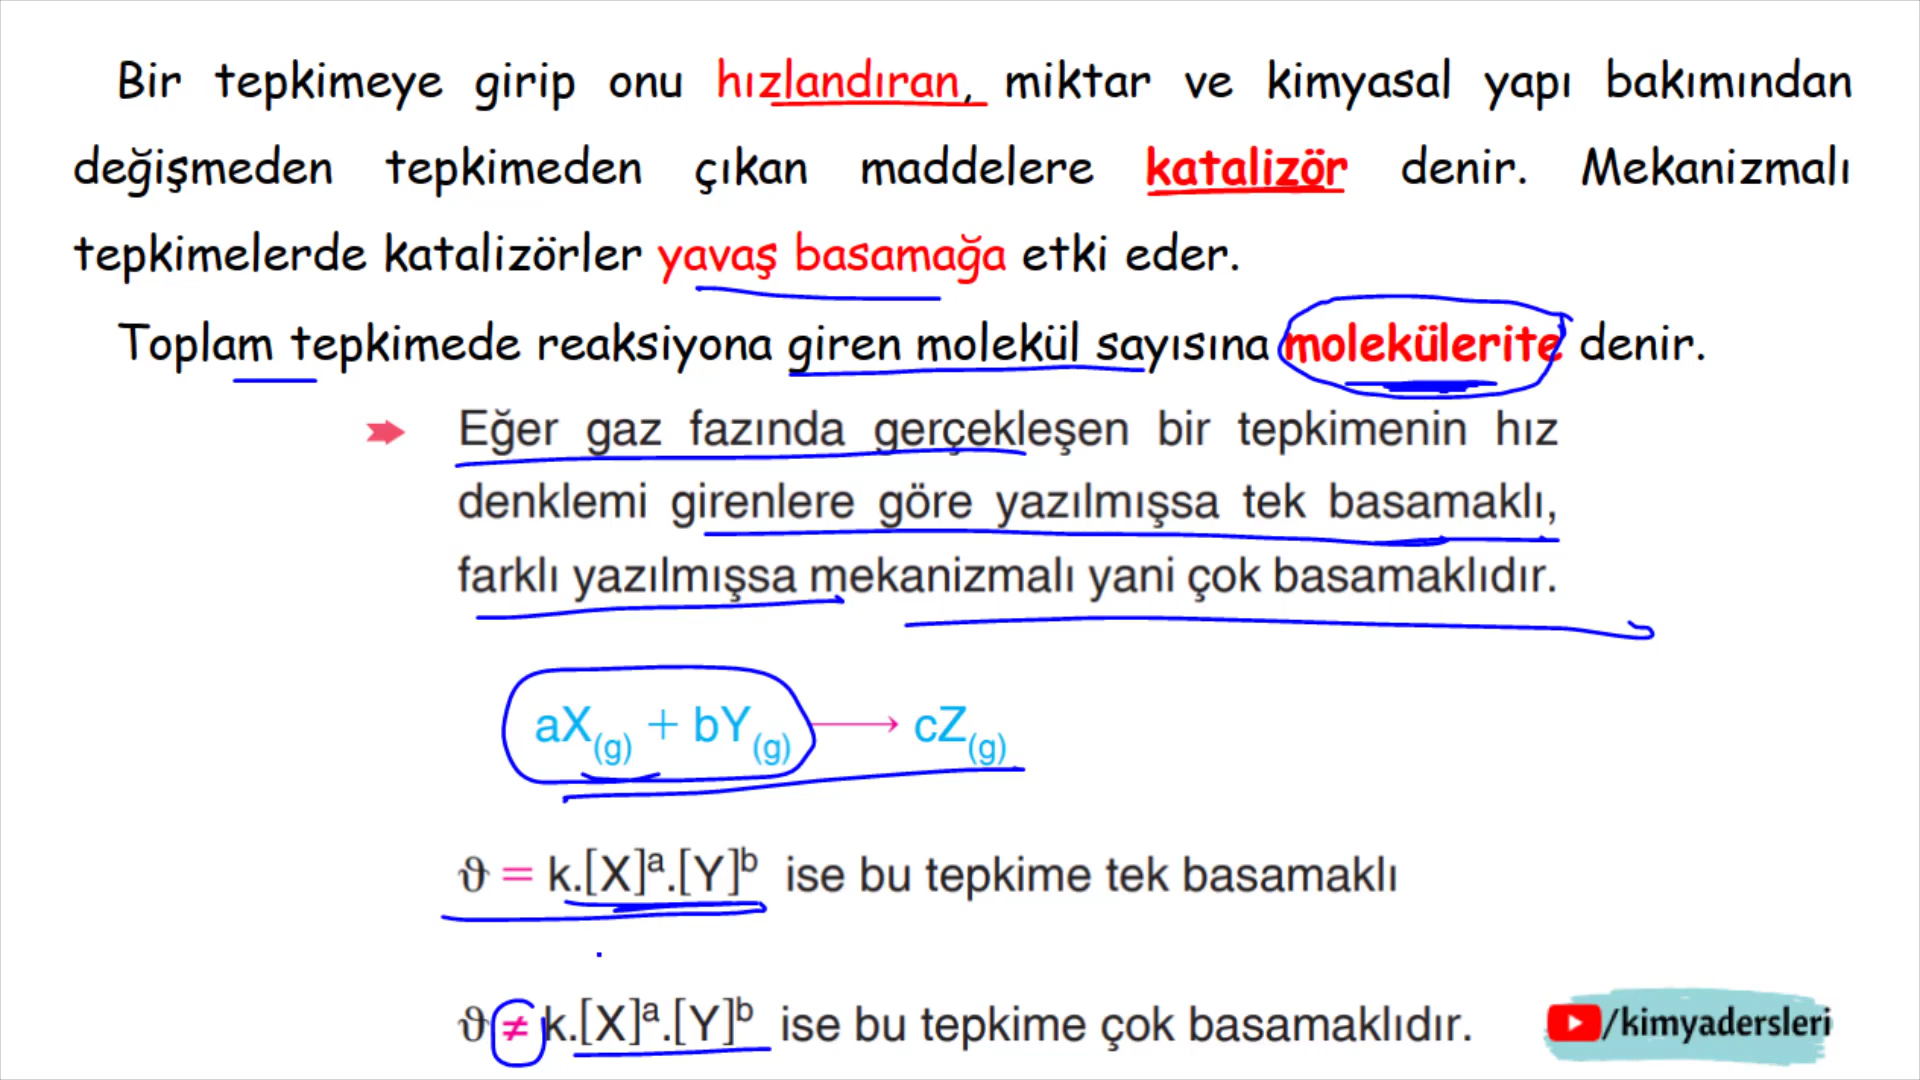 Bir tepkimeye girip onu hızlandıran, miktar ve kimyasal yapı bakımından
değişmeden tepkimeden çıkan maddelere katalizör denir. Mekanizmalı
tepkimelerde katalizörler yavaş basamağa etki eder.
Toplam tepkimede reaksiyona giren molekül sayısına molekülerite denir.
Eğer gaz fazında gerçekleşen bir tepkimenin hız
denklemi girenlere göre yazılmışsa tek basamaklı,
farklı yazılmışsa mekanizmalı yani çok basamaklıdır.
aX(g) + bY(g) → cZ(g)
ϑ = k.[X]ᵃ.[Y]ᵇ ise bu tepkime tek basamaklı
ϑ ≠ k.[X]ᵃ.[Y]ᵇ ise bu tepkime çok basamaklıdır.
/kimyadersleri